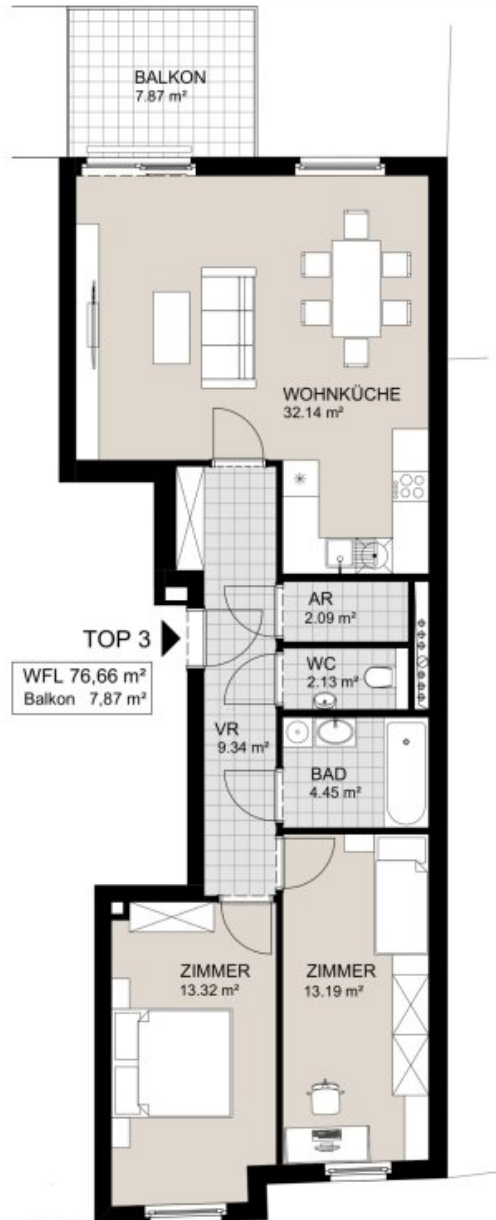 BALKON
7.87 m²
WOHNKÜCHE
32.14 m²
AR
2.09 m²
TOP 3
WC
2.13 m²
WFL 76,66 m²
Balkon 7,87 m²
VR
9.34 m²
BAD
4.45 m²
ZIMMER
13.32 m²
ZIMMER
13.19 m²